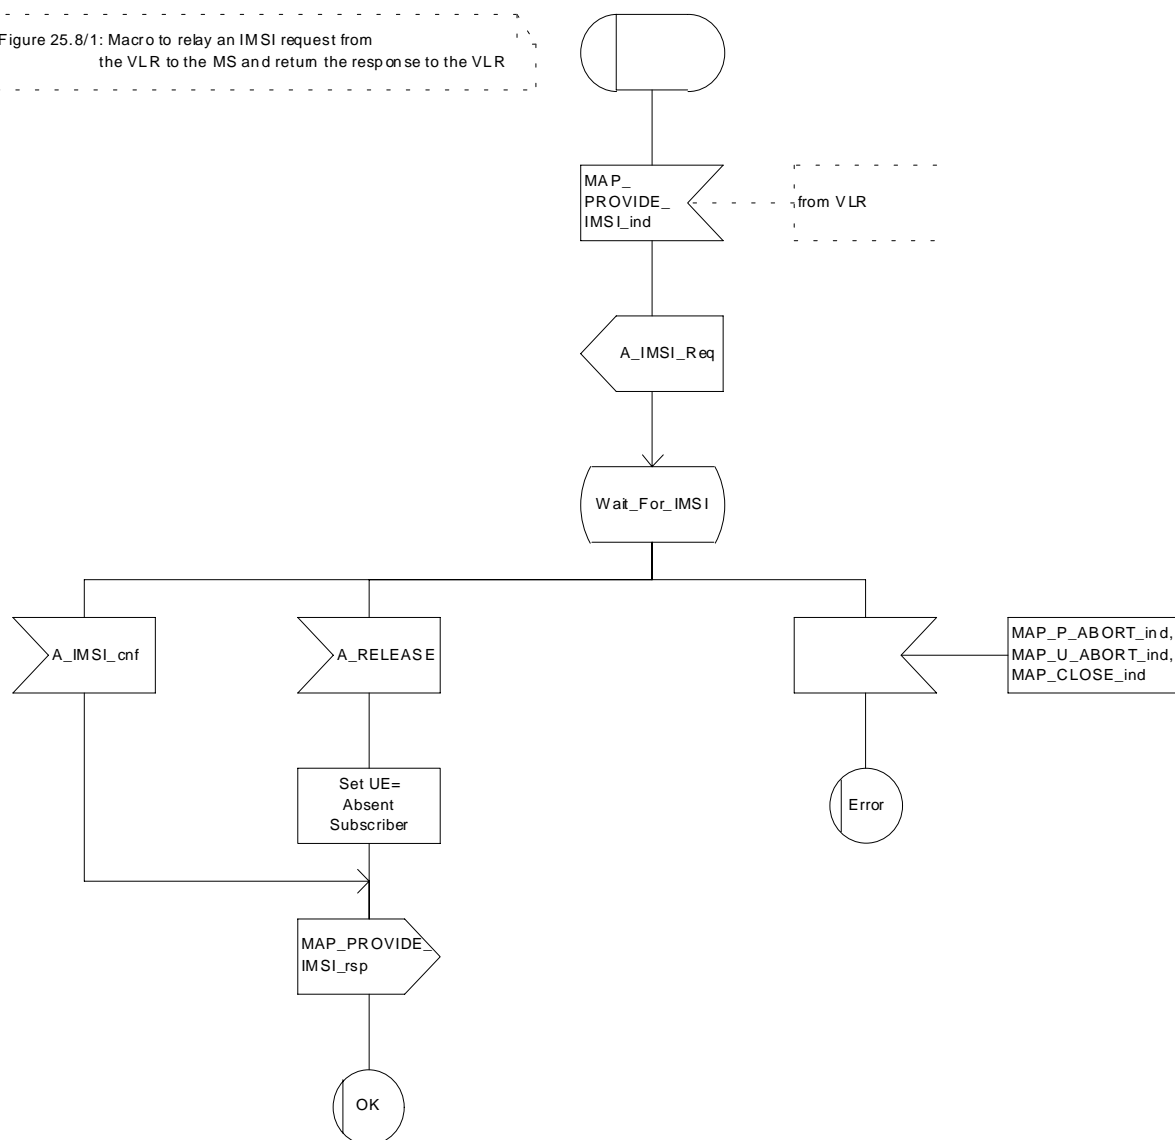 Figure 25.8/1: Macro to relay an IMSI request from
the VLR to the MS and return the response to the VLR
MAP_
PROVIDE_
IMSI_ind
from VLR
A_IMSI_Req
Wait_For_IMSI
A_IMSI_cnf
A_RELEASE
MAP_P_ABORT_ind,
MAP_U_ABORT_ind,
MAP_CLOSE_ind
Set UE=
Absent
Subscriber
Error
MAP_PROVIDE_
IMSI_rsp
OK